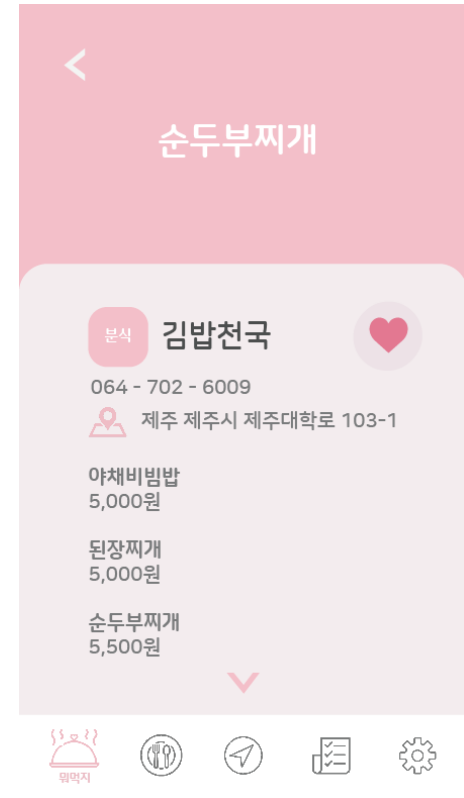 순두부찌개
분식
김밥천국
064 - 702 - 6009
제주 제주시 제주대학로 103-1
야채비빔밥
5,000원
된장찌개
5,000원
순두부찌개
5,500원
뭐먹지